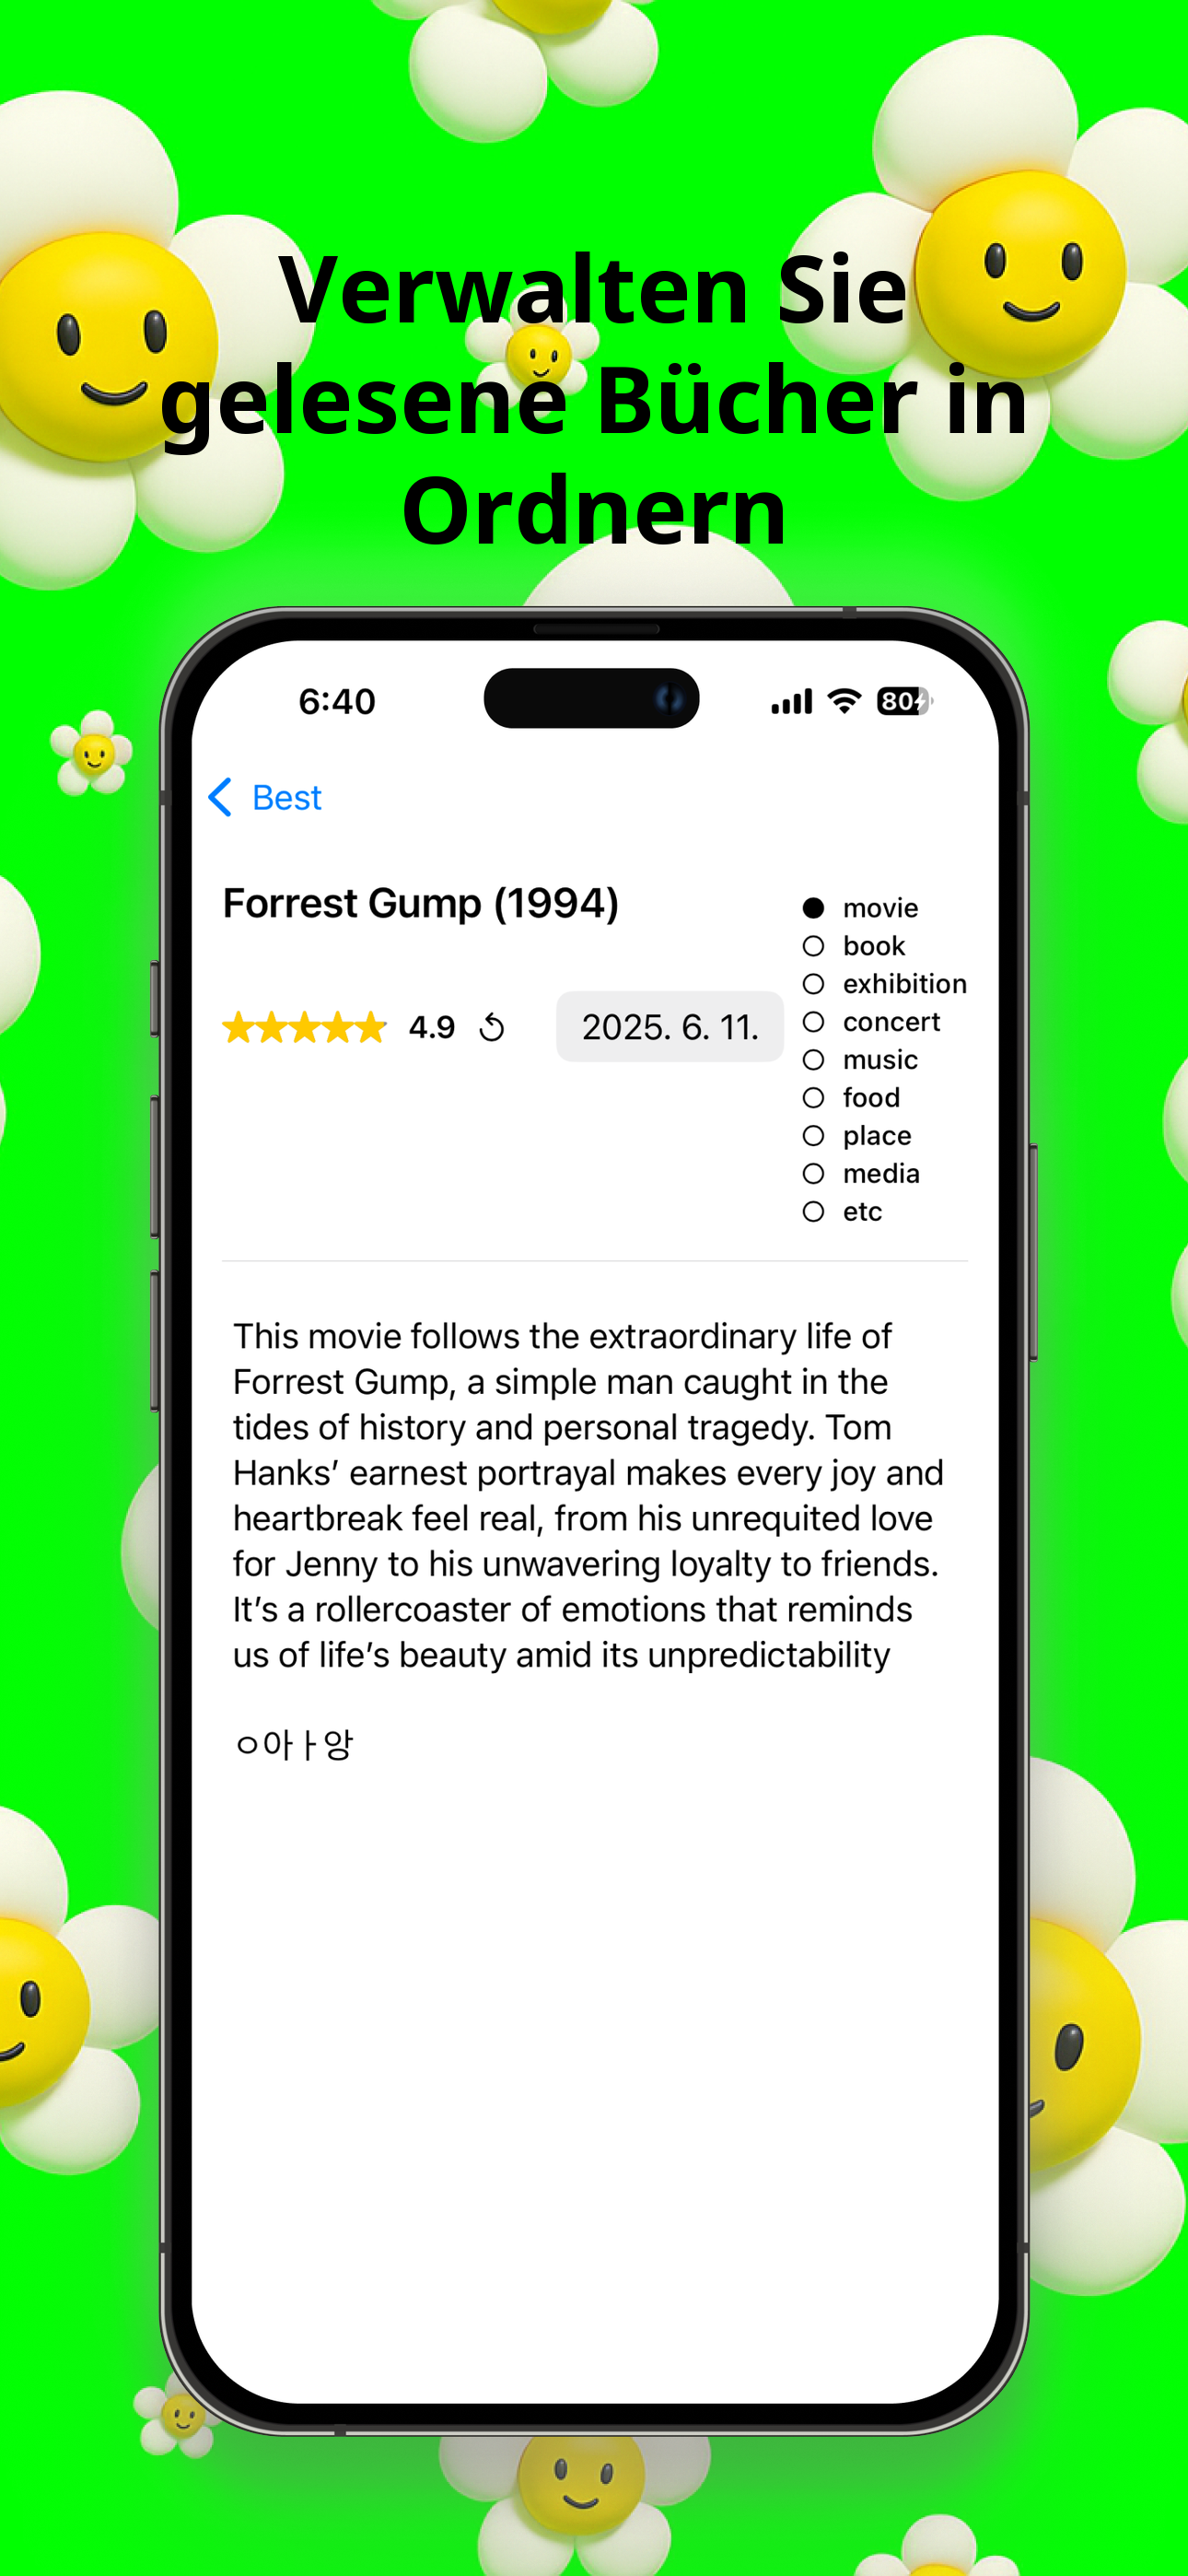 Verwalten Sie
gelesene Bücher in
Ordnern
6:40
80
Best
Forrest Gump (1994)
4.9
2025. 6. 11.
movie
book
exhibition
concert
music
food
place
media
etc
This movie follows the extraordinary life of
Forrest Gump, a simple man caught in the
tides of history and personal tragedy. Tom
Hanks’ earnest portrayal makes every joy and
heartbreak feel real, from his unrequited love
for Jenny to his unwavering loyalty to friends.
It’s a rollercoaster of emotions that reminds
us of life’s beauty amid its unpredictability
ㅇ아ㅏ앙